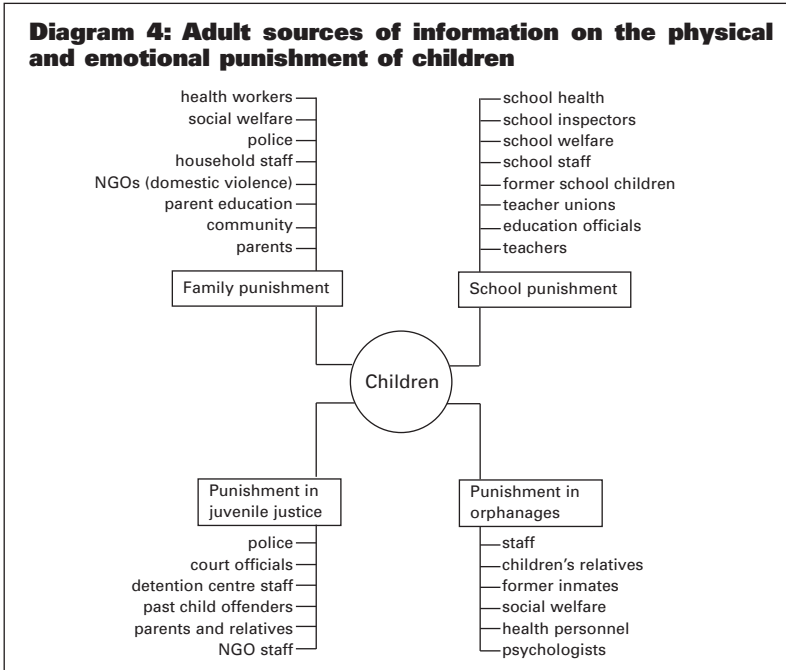 Diagram 4: Adult sources of information on the physical
and emotional punishment of children
health workers
social welfare
police
household staff
NGOs (domestic violence)
parent education
community
parents
Family punishment
school health
school inspectors
school welfare
school staff
former school children
teacher unions
education officials
teachers
School punishment
Children
Punishment in
juvenile justice
police
court officials
detention centre staff
past child offenders
parents and relatives
NGO staff
Punishment in
orphanages
staff
children's relatives
former inmates
social welfare
health personnel
psychologists